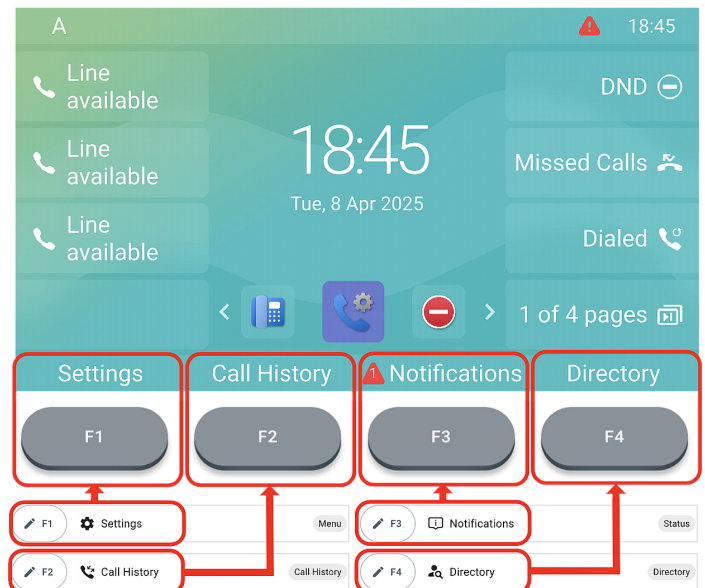 A
18:45
Line
available
DND
Line
available
18:45
Missed Calls
Tue, 8 Apr 2025
Line
available
Dialed
1 of 4 pages
Settings
Call History
1
Notifications
Directory
F1
F2
F3
F4
F1
Settings
Menu
F3
Notifications
Status
F2
Call History
Call History
F4
Directory
Directory